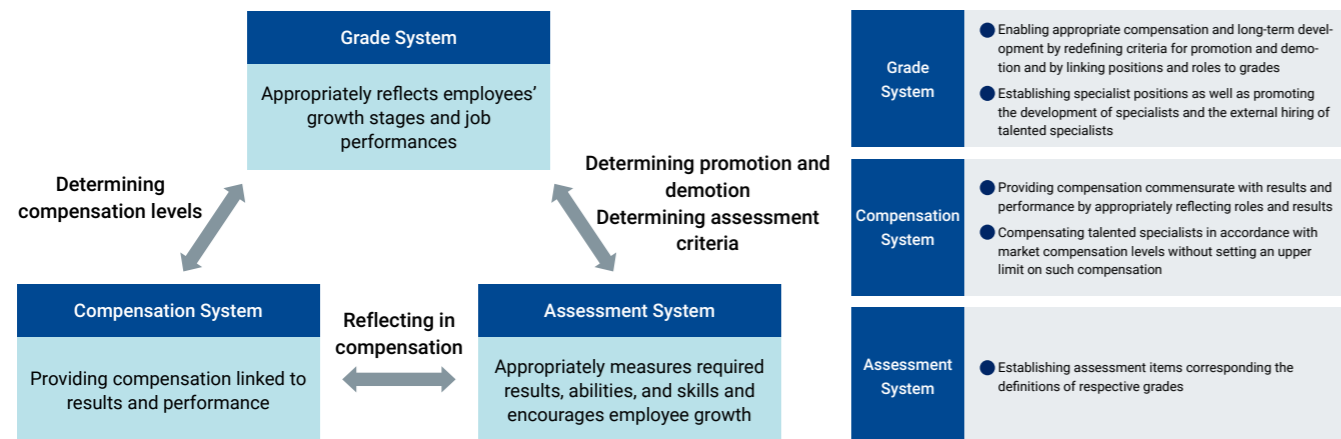 Grade System
Appropriately reflects employees'
growth stages and job
performances
Determining
compensation levels
Determining promotion and
demotion
Determining assessment
criteria
Compensation System
Providing compensation linked to
results and performance
Reflecting in
compensation
Assessment System
Appropriately measures required
results, abilities, and skills and
encourages employee growth
Grade
System
● Enabling appropriate compensation and long-term devel-
opment by redefining criteria for promotion and demo-
tion and by linking positions and roles to grades
● Establishing specialist positions as well as promoting
the development of specialists and the external hiring of
talented specialists
Compensation
System
● Providing compensation commensurate with results and
performance by appropriately reflecting roles and results
● Compensating talented specialists in accordance with
market compensation levels without setting an upper
limit on such compensation
Assessment
System
● Establishing assessment items corresponding the
definitions of respective grades